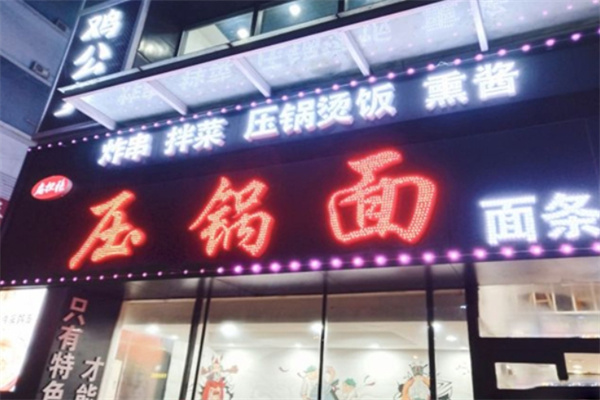 鸡公
炸串 拌菜 压锅烫饭 熏酱
压锅面
面条
只有特色
才能